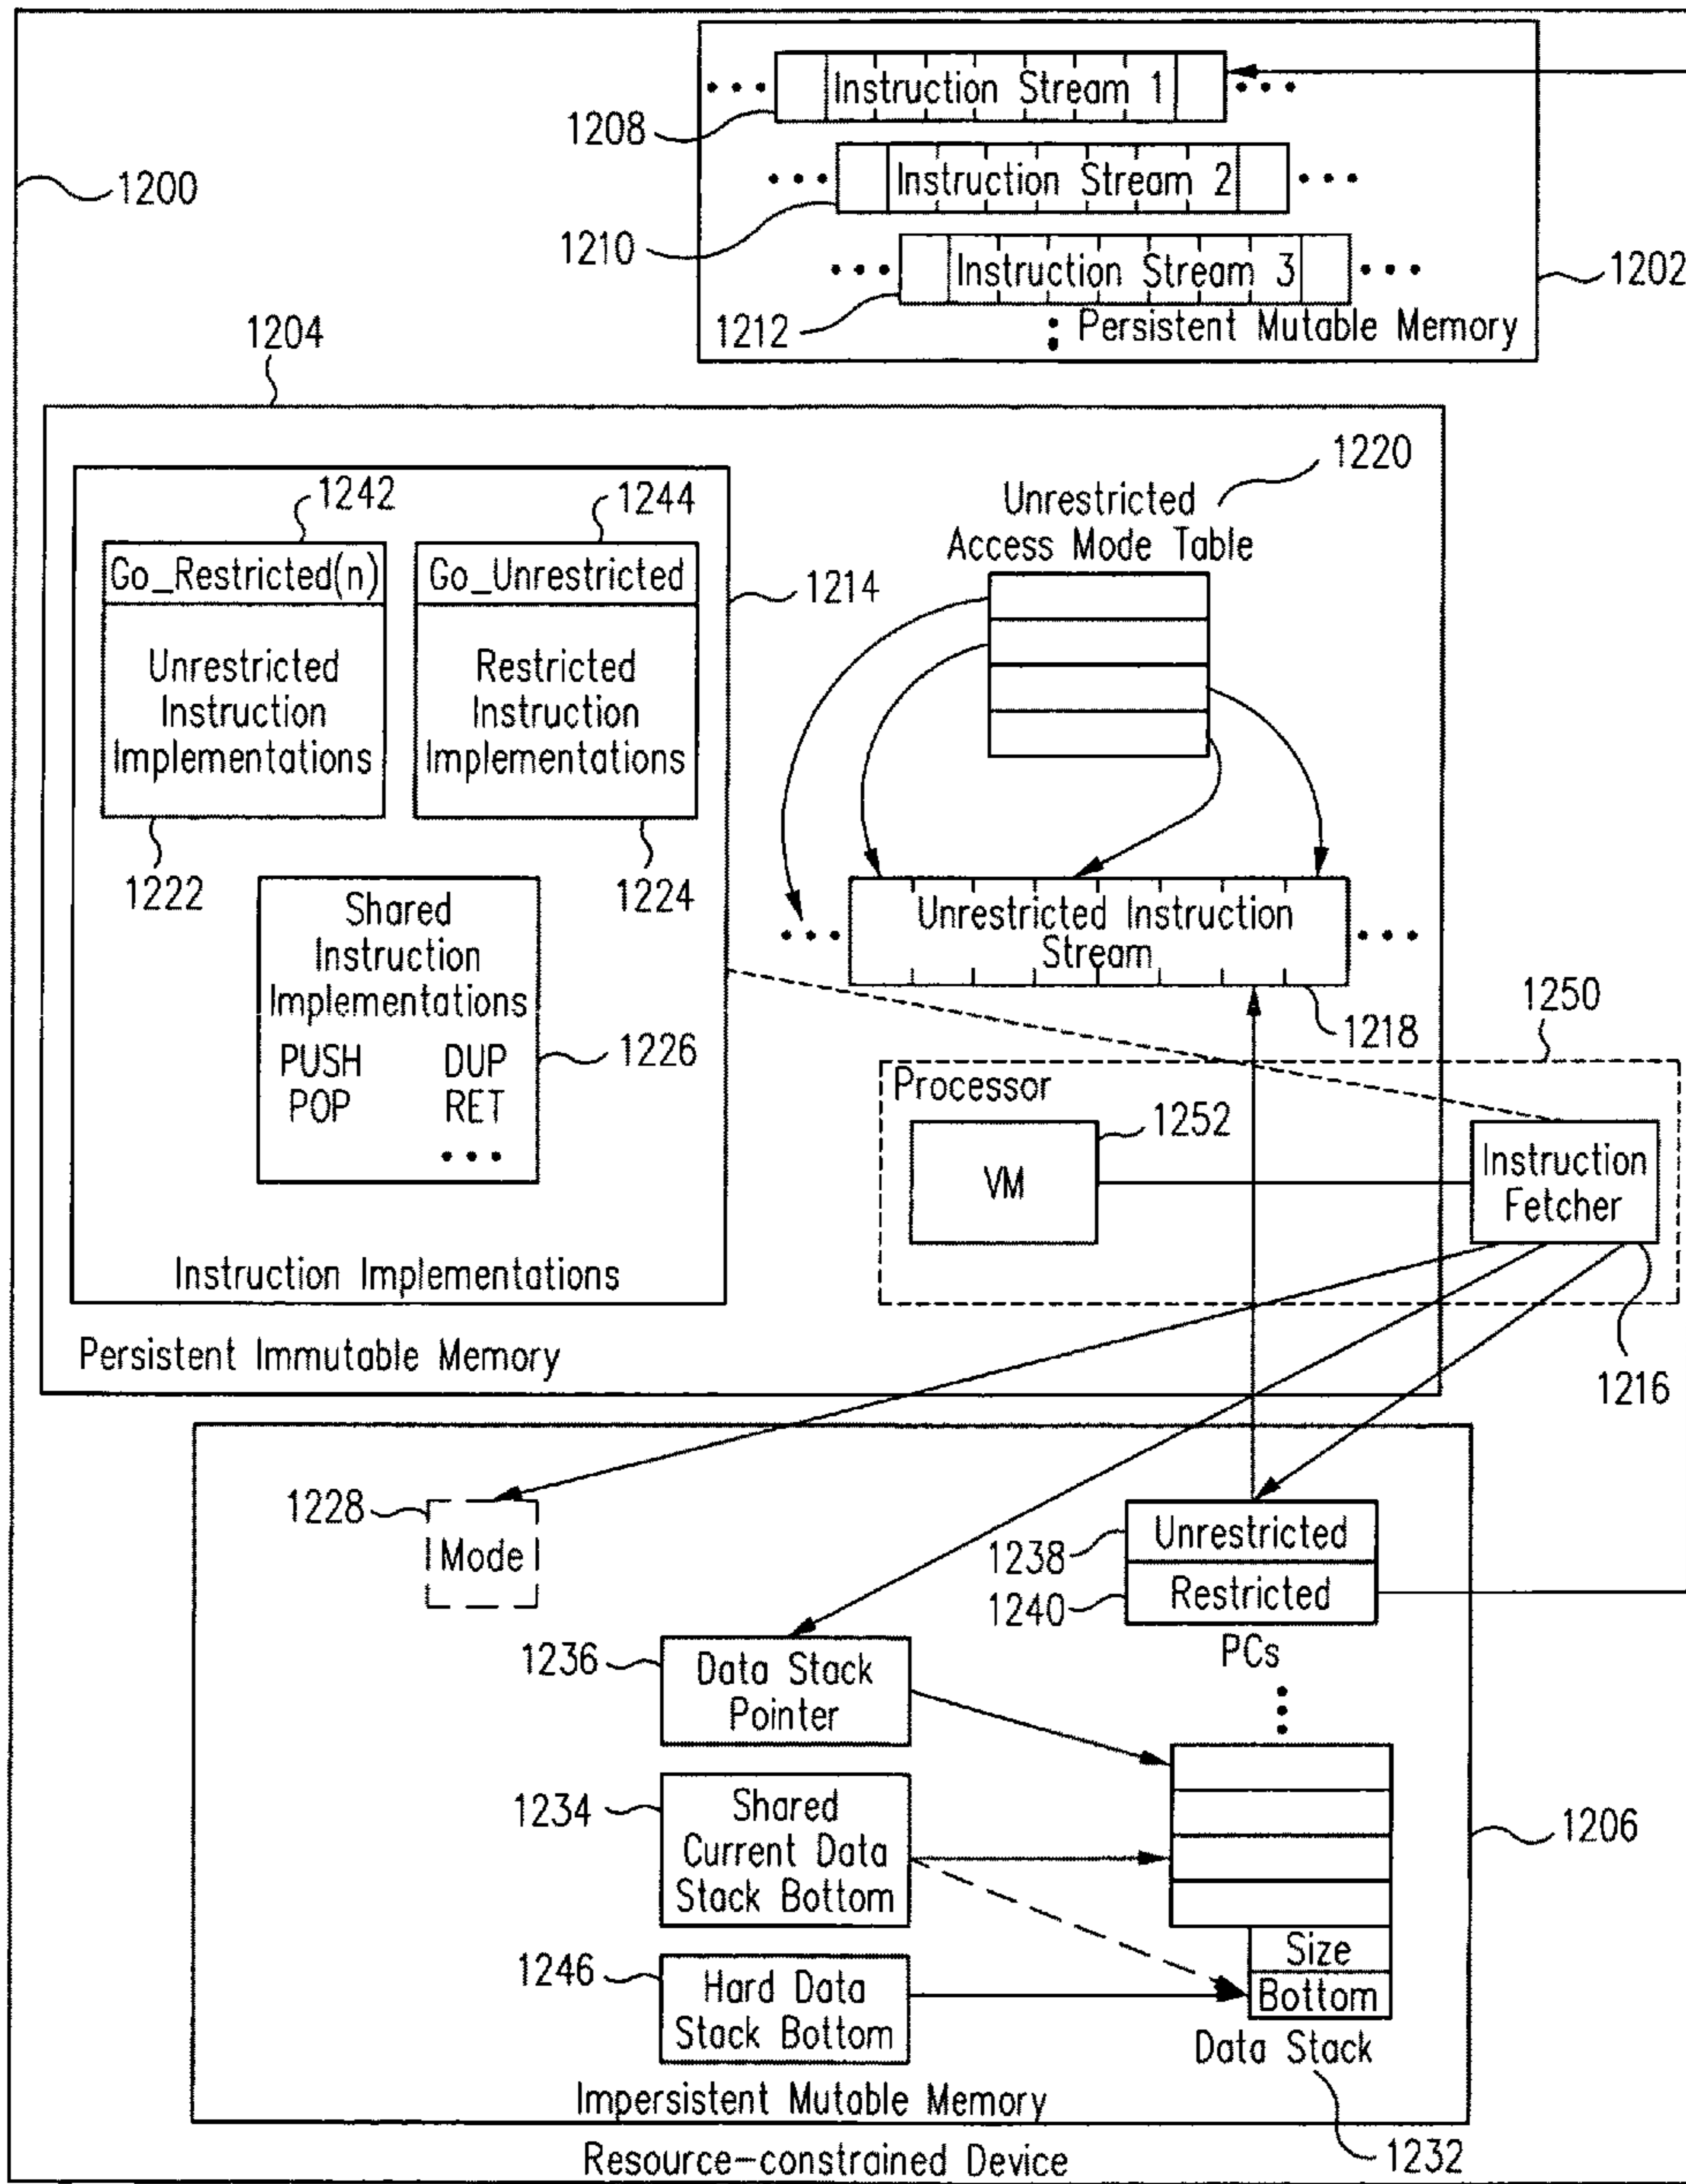 Instruction Stream 1
1208
1200
Instruction Stream 2
1210
Instruction Stream 3
1202
1212
Persistent Mutable Memory
1204
1220
1242
1244
Unrestricted
Access Mode Table
Go_Restricted(n)
Go_Unrestricted
1214
Unrestricted
Instruction
Implementations
Restricted
Instruction
Implementations
1222
1224
Shared
Instruction
Implementations
PUSH DUP
POP RET
1226
Unrestricted Instruction
Stream
1218
1250
Processor
1252
VM
Instruction
Fetcher
Instruction Implementations
Persistent Immutable Memory
1216
1228
Mode
1238
Unrestricted
1240
Restricted
PCs
1236
Data Stack
Pointer
1234
Shared
Current Data
Stack Bottom
1206
1246
Hard Data
Stack Bottom
Size
Bottom
Data Stack
Impersistent Mutable Memory
1232
Resource-constrained Device